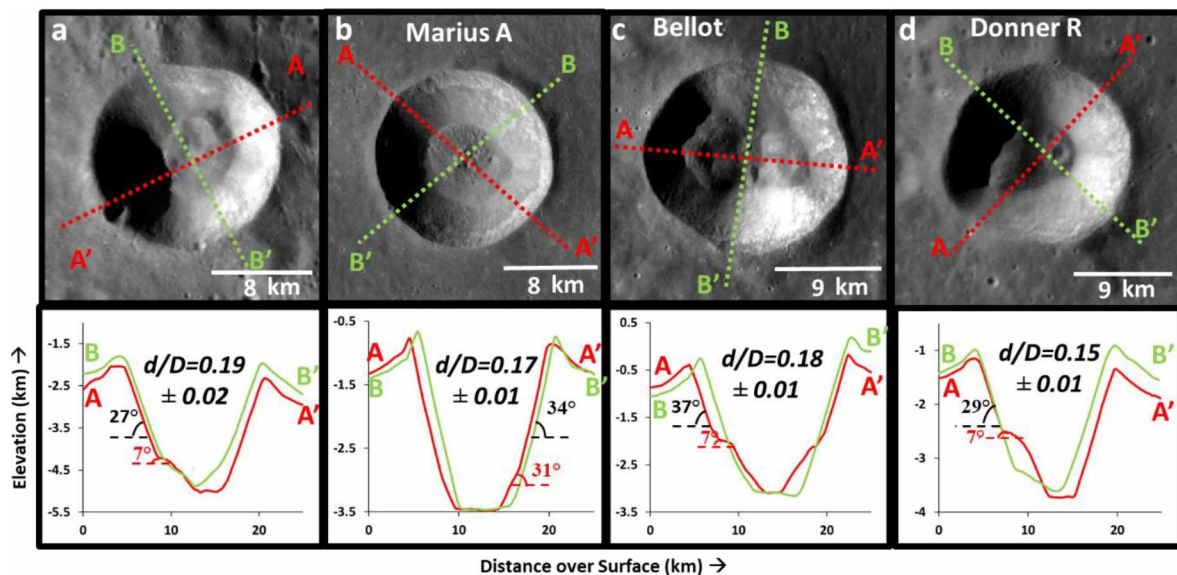 a
B
A
A'
B'
8 km
b
Marius A
A
B
B'
A'
8 km
c
Bellot
B
A
A'
B'
9 km
d
Donner R
B
A'
A
B'
9 km
Elevation (km) →
-1.5
-2.5
-3.5
-4.5
-5.5
0
10
20
B
A
d/D=0.19
± 0.02
27°
7°
B'
A'
-0.5
-1.5
-2.5
-3.5
0
10
20
A
B
d/D=0.17
± 0.01
34°
31°
A'
B'
0.5
-0.5
-1.5
-2.5
-3.5
0
10
20
A
B
d/D=0.18
± 0.01
37°
7°
B'
A'
0
-1
-2
-3
-4
0
10
20
B
A
d/D=0.15
± 0.01
29°
7°
B'
A'
Distance over Surface (km) →